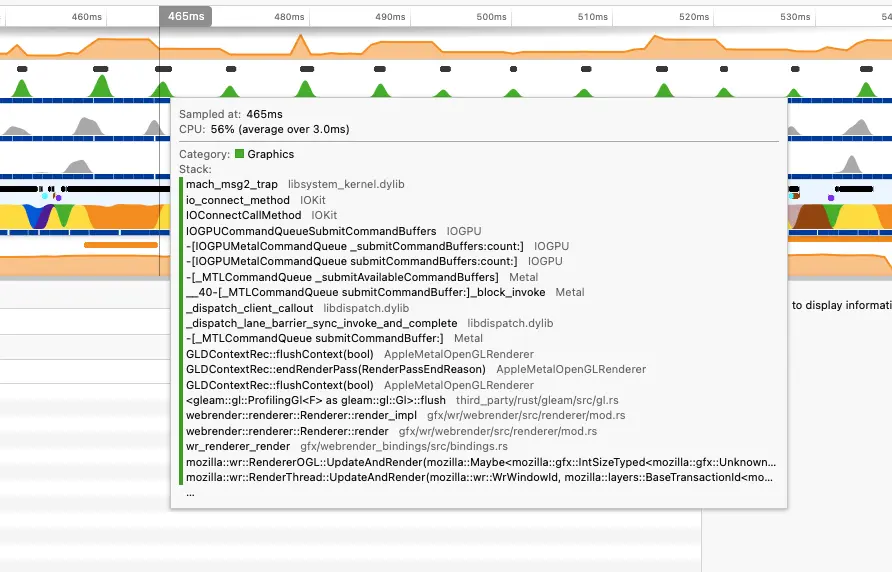 460ms 465ms 480ms 490ms 500ms 510ms 520ms 530ms 54
Sampled at: 465ms
CPU: 56% (average over 3.0ms)
Category: Graphics
Stack:
mach_msg2_trap libsystem_kernel.dylib
io_connect_method IOKit
IOConnectCallMethod IOKit
IOGPUCommandQueueSubmitCommandBuffers IOGPU
-[IOGPUMetalCommandQueue _submitCommandBuffers:count:] IOGPU
-[IOGPUMetalCommandQueue submitCommandBuffers:count:] IOGPU
-[_MTLCommandQueue _submitAvailableCommandBuffers] Metal
__40-[_MTLCommandQueue submitCommandBuffer:]_block_invoke Metal
_dispatch_client_callout libdispatch.dylib
_dispatch_lane_barrier_sync_invoke_and_complete libdispatch.dylib
-[_MTLCommandQueue submitCommandBuffer:] Metal
GLDContextRec::flushContext(bool) AppleMetalOpenGLRenderer
GLDContextRec::endRenderPass(RenderPassEndReason) AppleMetalOpenGLRenderer
GLDContextRec::flushContext(bool) AppleMetalOpenGLRenderer
<gleam::gl::ProfilingGl<F> as gleam::gl::Gl>::flush third_party/rust/gleam/src/gl.rs
webrender::renderer::Renderer::render_impl gfx/wr/webrender/src/renderer/mod.rs
webrender::renderer::Renderer::render gfx/wr/webrender/src/renderer/mod.rs
wr_renderer_render gfx/webrender_bindings/src/bindings.rs
mozilla::wr::RendererOGL::UpdateAndRender(mozilla::Maybe<mozilla::gfx::IntSizeTyped<mozilla::gfx::Unknown...
mozilla::wr::RenderThread::UpdateAndRender(mozilla::wr::WrWindowId, mozilla::layers::BaseTransactionId<mo...
...
to display informati